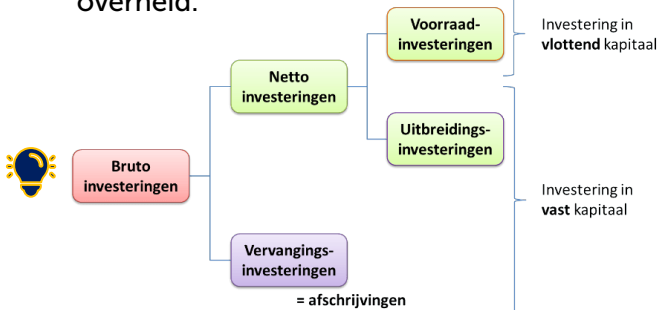 overheid.
Voorraad-
investeringen
Investering in
vlottend kapitaal
Netto
investeringen
Uitbreidings-
investeringen
Bruto
investeringen
Investering in
vast kapitaal
Vervangings-
investeringen
= afschrijvingen